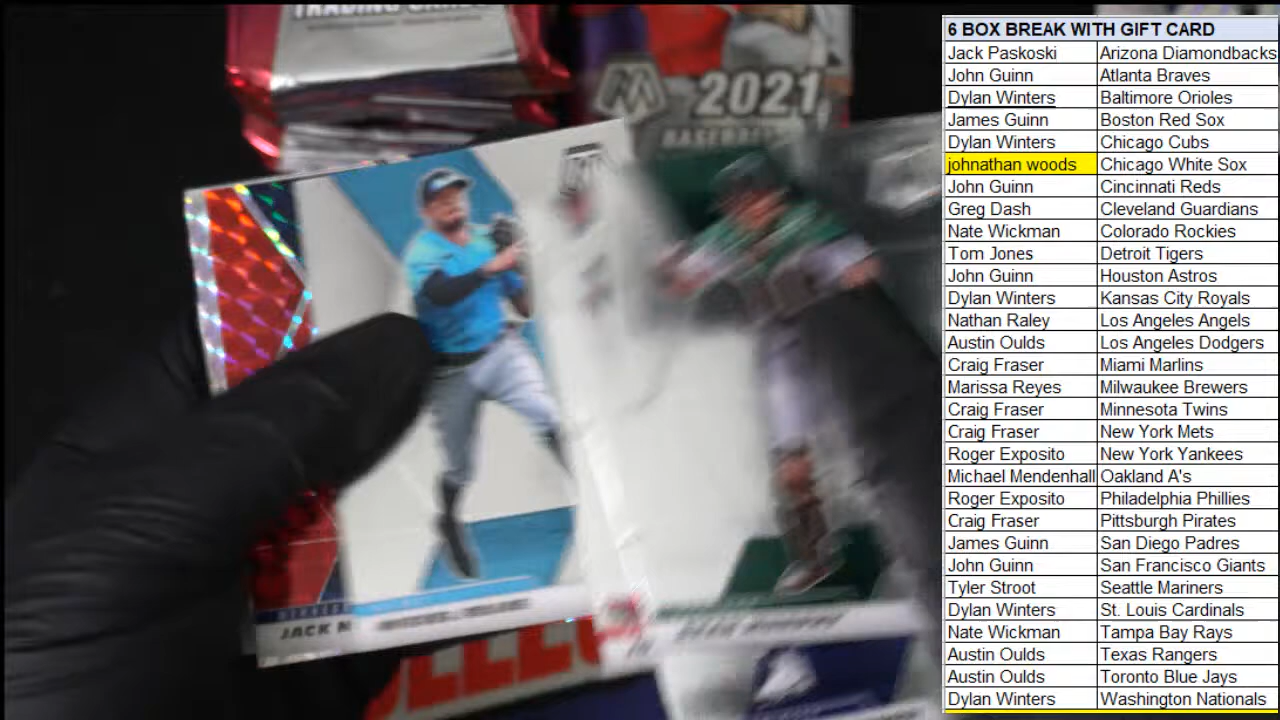 TRADING CARDS
2021
BASEBALL
JACK N
6 BOX BREAK WITH GIFT CARD
Jack Paskoski Arizona Diamondbacks
John Guinn Atlanta Braves
Dylan Winters Baltimore Orioles
James Guinn Boston Red Sox
Dylan Winters Chicago Cubs
johnathan woods Chicago White Sox
John Guinn Cincinnati Reds
Greg Dash Cleveland Guardians
Nate Wickman Colorado Rockies
Tom Jones Detroit Tigers
John Guinn Houston Astros
Dylan Winters Kansas City Royals
Nathan Raley Los Angeles Angels
Austin Oulds Los Angeles Dodgers
Craig Fraser Miami Marlins
Marissa Reyes Milwaukee Brewers
Craig Fraser Minnesota Twins
Craig Fraser New York Mets
Roger Exposito New York Yankees
Michael Mendenhall Oakland A's
Roger Exposito Philadelphia Phillies
Craig Fraser Pittsburgh Pirates
James Guinn San Diego Padres
John Guinn San Francisco Giants
Tyler Stroot Seattle Mariners
Dylan Winters St. Louis Cardinals
Nate Wickman Tampa Bay Rays
Austin Oulds Texas Rangers
Austin Oulds Toronto Blue Jays
Dylan Winters Washington Nationals